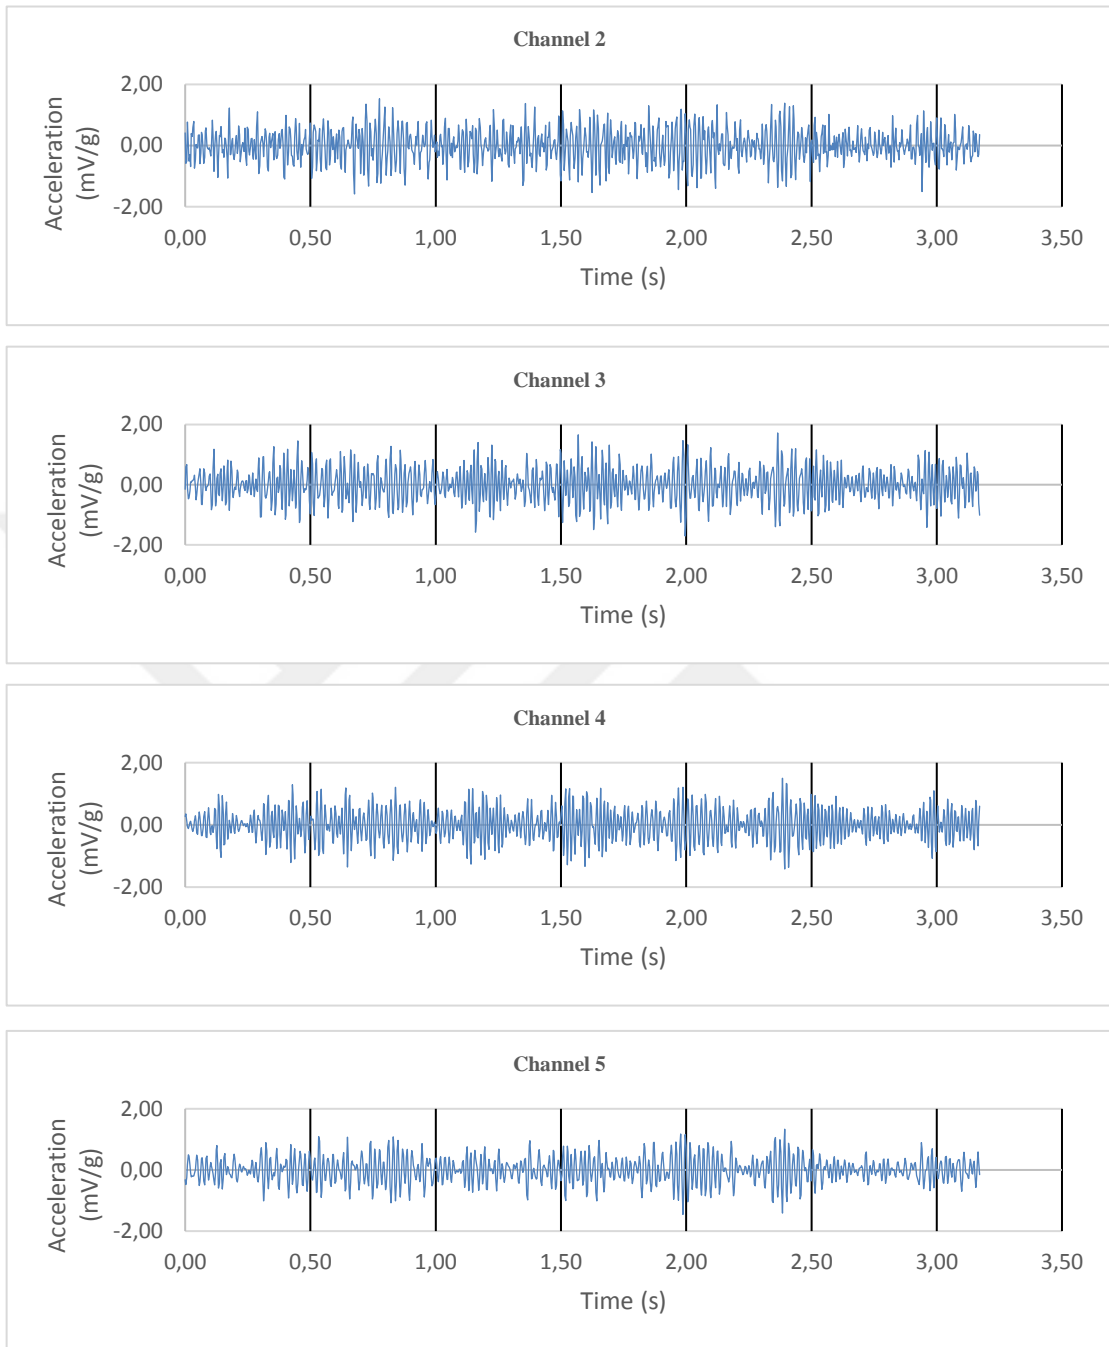 Channel 2
Acceleration
(mV/g)
2,00
0,00
-2,00
0,00 0,50 1,00 1,50 2,00 2,50 3,00 3,50
Time (s)
Channel 3
Acceleration
(mV/g)
2,00
0,00
-2,00
0,00 0,50 1,00 1,50 2,00 2,50 3,00 3,50
Time (s)
Channel 4
Acceleration
(mV/g)
2,00
0,00
-2,00
0,00 0,50 1,00 1,50 2,00 2,50 3,00 3,50
Time (s)
Channel 5
Acceleration
(mV/g)
2,00
0,00
-2,00
0,00 0,50 1,00 1,50 2,00 2,50 3,00 3,50
Time (s)